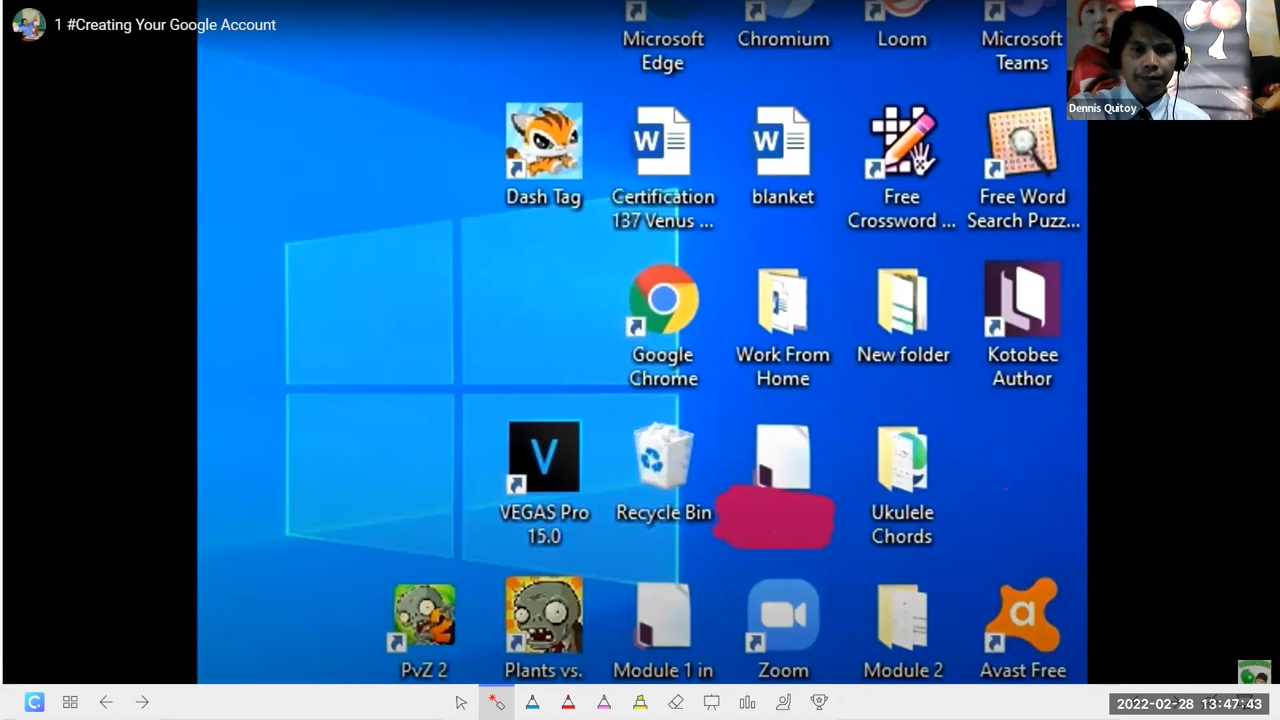 1 #Creating Your Google Account
Microsoft
Edge
Chromium
Loom
Microsoft
Teams
Dennis Quitoy
Dash Tag
Certification
137 Venus ...
blanket
Free
Crossword ...
Free Word
Search Puzz...
Google
Chrome
Work From
Home
New folder
Kotobee
Author
VEGAS Pro
15.0
Recycle Bin
Ukulele
Chords
PvZ 2
Plants vs.
Module 1 in
Zoom
Module 2
Avast Free
2022-02-28 13:47:43